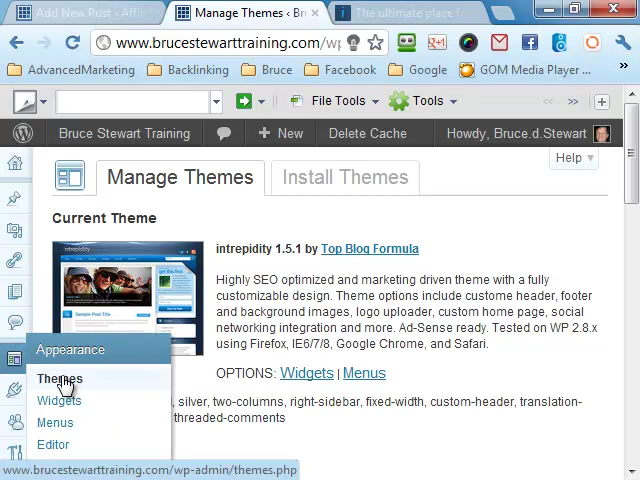 Add New Post ‹ Affili
Manage Themes ‹ Br
The ultimate place f
www.brucestewarttraining.com/wp
AdvancedMarketing
Backlinking
Bruce
Facebook
Google
GOM Media Player ...
File Tools
Tools
Bruce Stewart Training
New
Delete Cache
Howdy, Bruce.d.Stewart
Help
Manage Themes
Install Themes
Current Theme
intrepidity 1.5.1 by Top Blog Formula
Highly SEO optimized and marketing driven theme with a fully
customizable design. Theme options include custome header, footer
and background images, logo uploader, custom home page, social
networking integration and more. Ad-Sense ready. Tested on WP 2.8.x
using Firefox, IE6/7/8, Google Chrome, and Safari.
OPTIONS: Widgets | Menus
silver, two-columns, right-sidebar, fixed-width, custom-header, translation-
threaded-comments
Appearance
Themes
Widgets
Menus
Editor
www.brucestewarttraining.com/wp-admin/themes.php